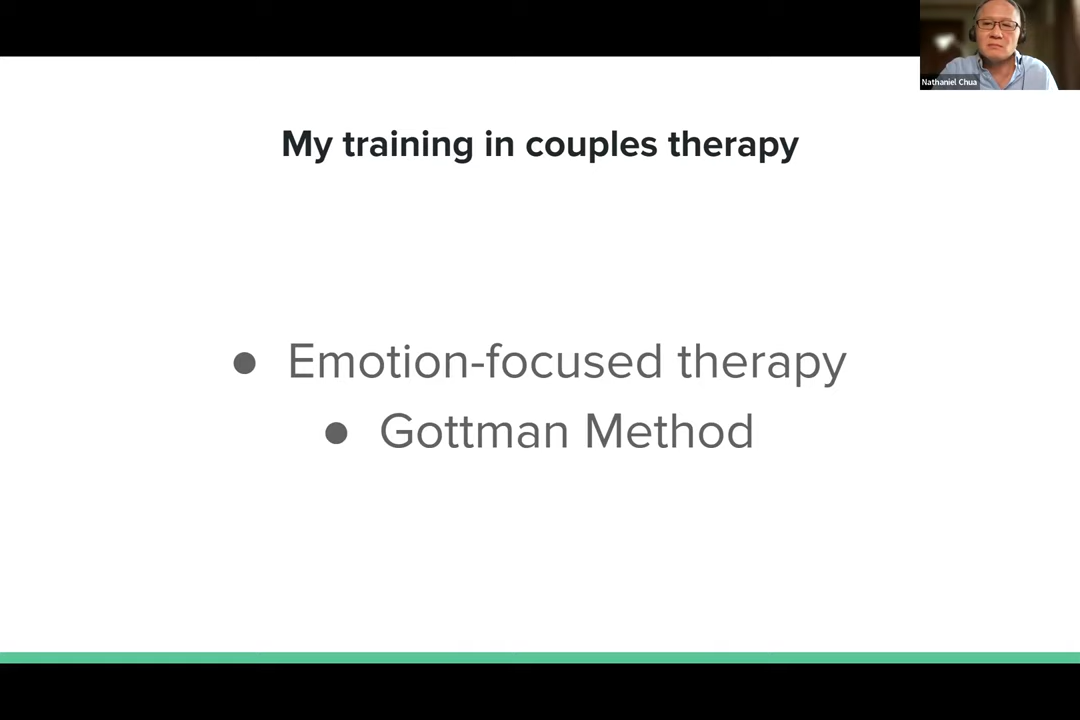 Nathaniel Chua
My training in couples therapy
● Emotion-focused therapy
● Gottman Method